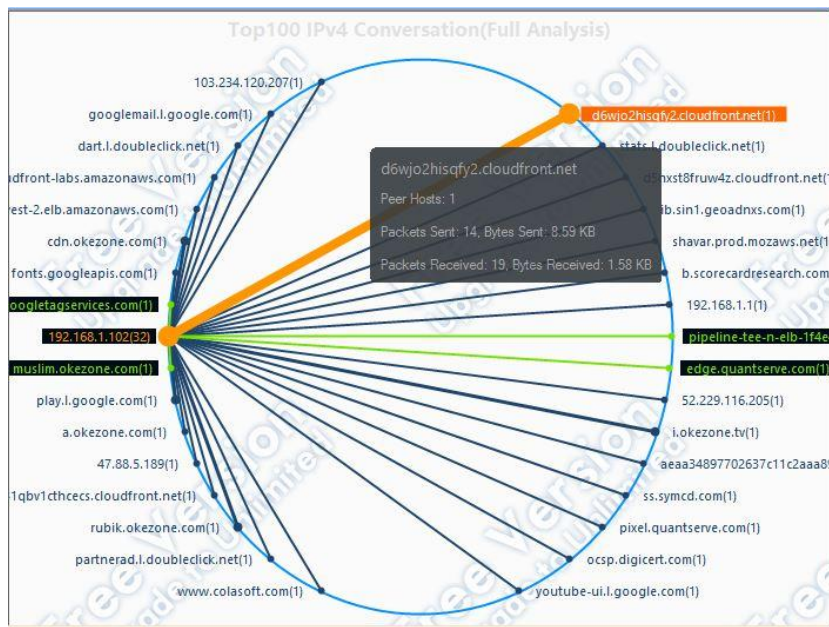 Top100 IPv4 Conversation(Full Analysis)
103.234.120.207(1)
googlemail.l.google.com(1)
dart.l.doubleclick.net(1)
udfront-labs.amazonaws.com(1)
vest-2.elb.amazonaws.com(1)
cdn.okezone.com(1)
fonts.googleapis.com(1)
oogletagservices.com(1)
192.168.1.102(32)
muslim.okezone.com(1)
play.l.google.com(1)
a.okezone.com(1)
47.88.5.189(1)
1qbv1cthcecs.cloudfront.net(1)
rubik.okezone.com(1)
partnerad.l.doubleclick.net(1)
www.colasoft.com(1)
d6wjo2hisqfy2.cloudfront.net(1)
stats.l.doubleclick.net(1)
ib.sin1.geoadnxs.com(1)
shavar.prod.mozaws.net(1)
b.scorecardresearch.com
192.168.1.1(1)
pipeline-tee-n-elb-1f4e
edge.quantserve.com(1)
52.229.116.205(1)
i.okezone.tv(1)
aeaa34897702637c11c2aaa89
ss.symcd.com(1)
pixel.quantserve.com(1)
ocsp.digicert.com(1)
youtube-ui.l.google.com(1)
d6wjo2hisqfy2.cloudfront.net
Peer Hosts: 1
Packets Sent: 14, Bytes Sent: 8.59 KB
Packets Received: 19, Bytes Received: 1.58 KB
Free Version
Upgrade to Unlimited